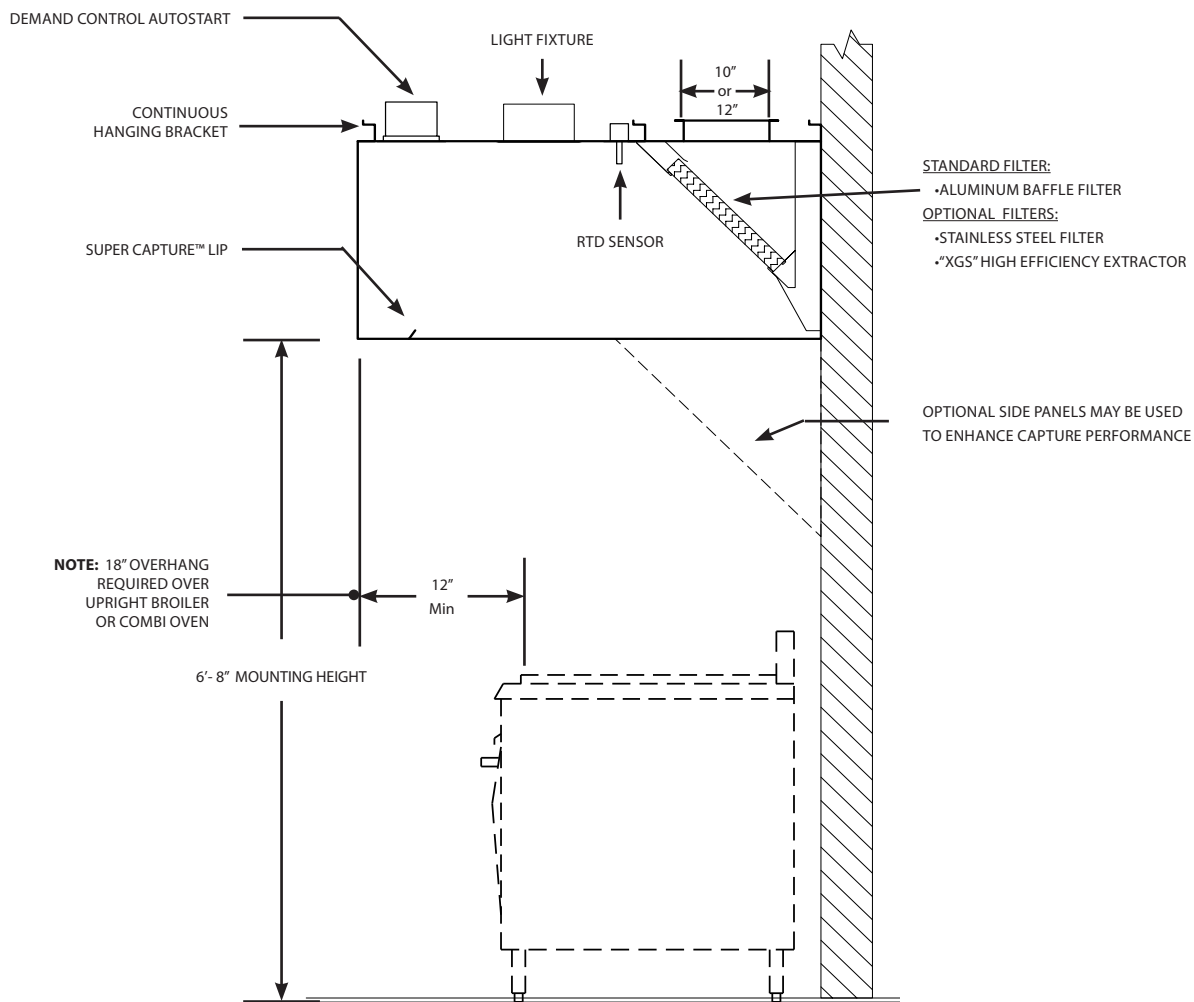 DEMAND CONTROL AUTOSTART
LIGHT FIXTURE
10”
or
12”
CONTINUOUS
HANGING BRACKET
STANDARD FILTER:
•ALUMINUM BAFFLE FILTER
OPTIONAL FILTERS:
•STAINLESS STEEL FILTER
•“XGS” HIGH EFFICIENCY EXTRACTOR
RTD SENSOR
SUPER CAPTURE™ LIP
OPTIONAL SIDE PANELS MAY BE USED
TO ENHANCE CAPTURE PERFORMANCE
NOTE: 18” OVERHANG
REQUIRED OVER
UPRIGHT BROILER
OR COMBI OVEN
12”
Min
6’- 8” MOUNTING HEIGHT